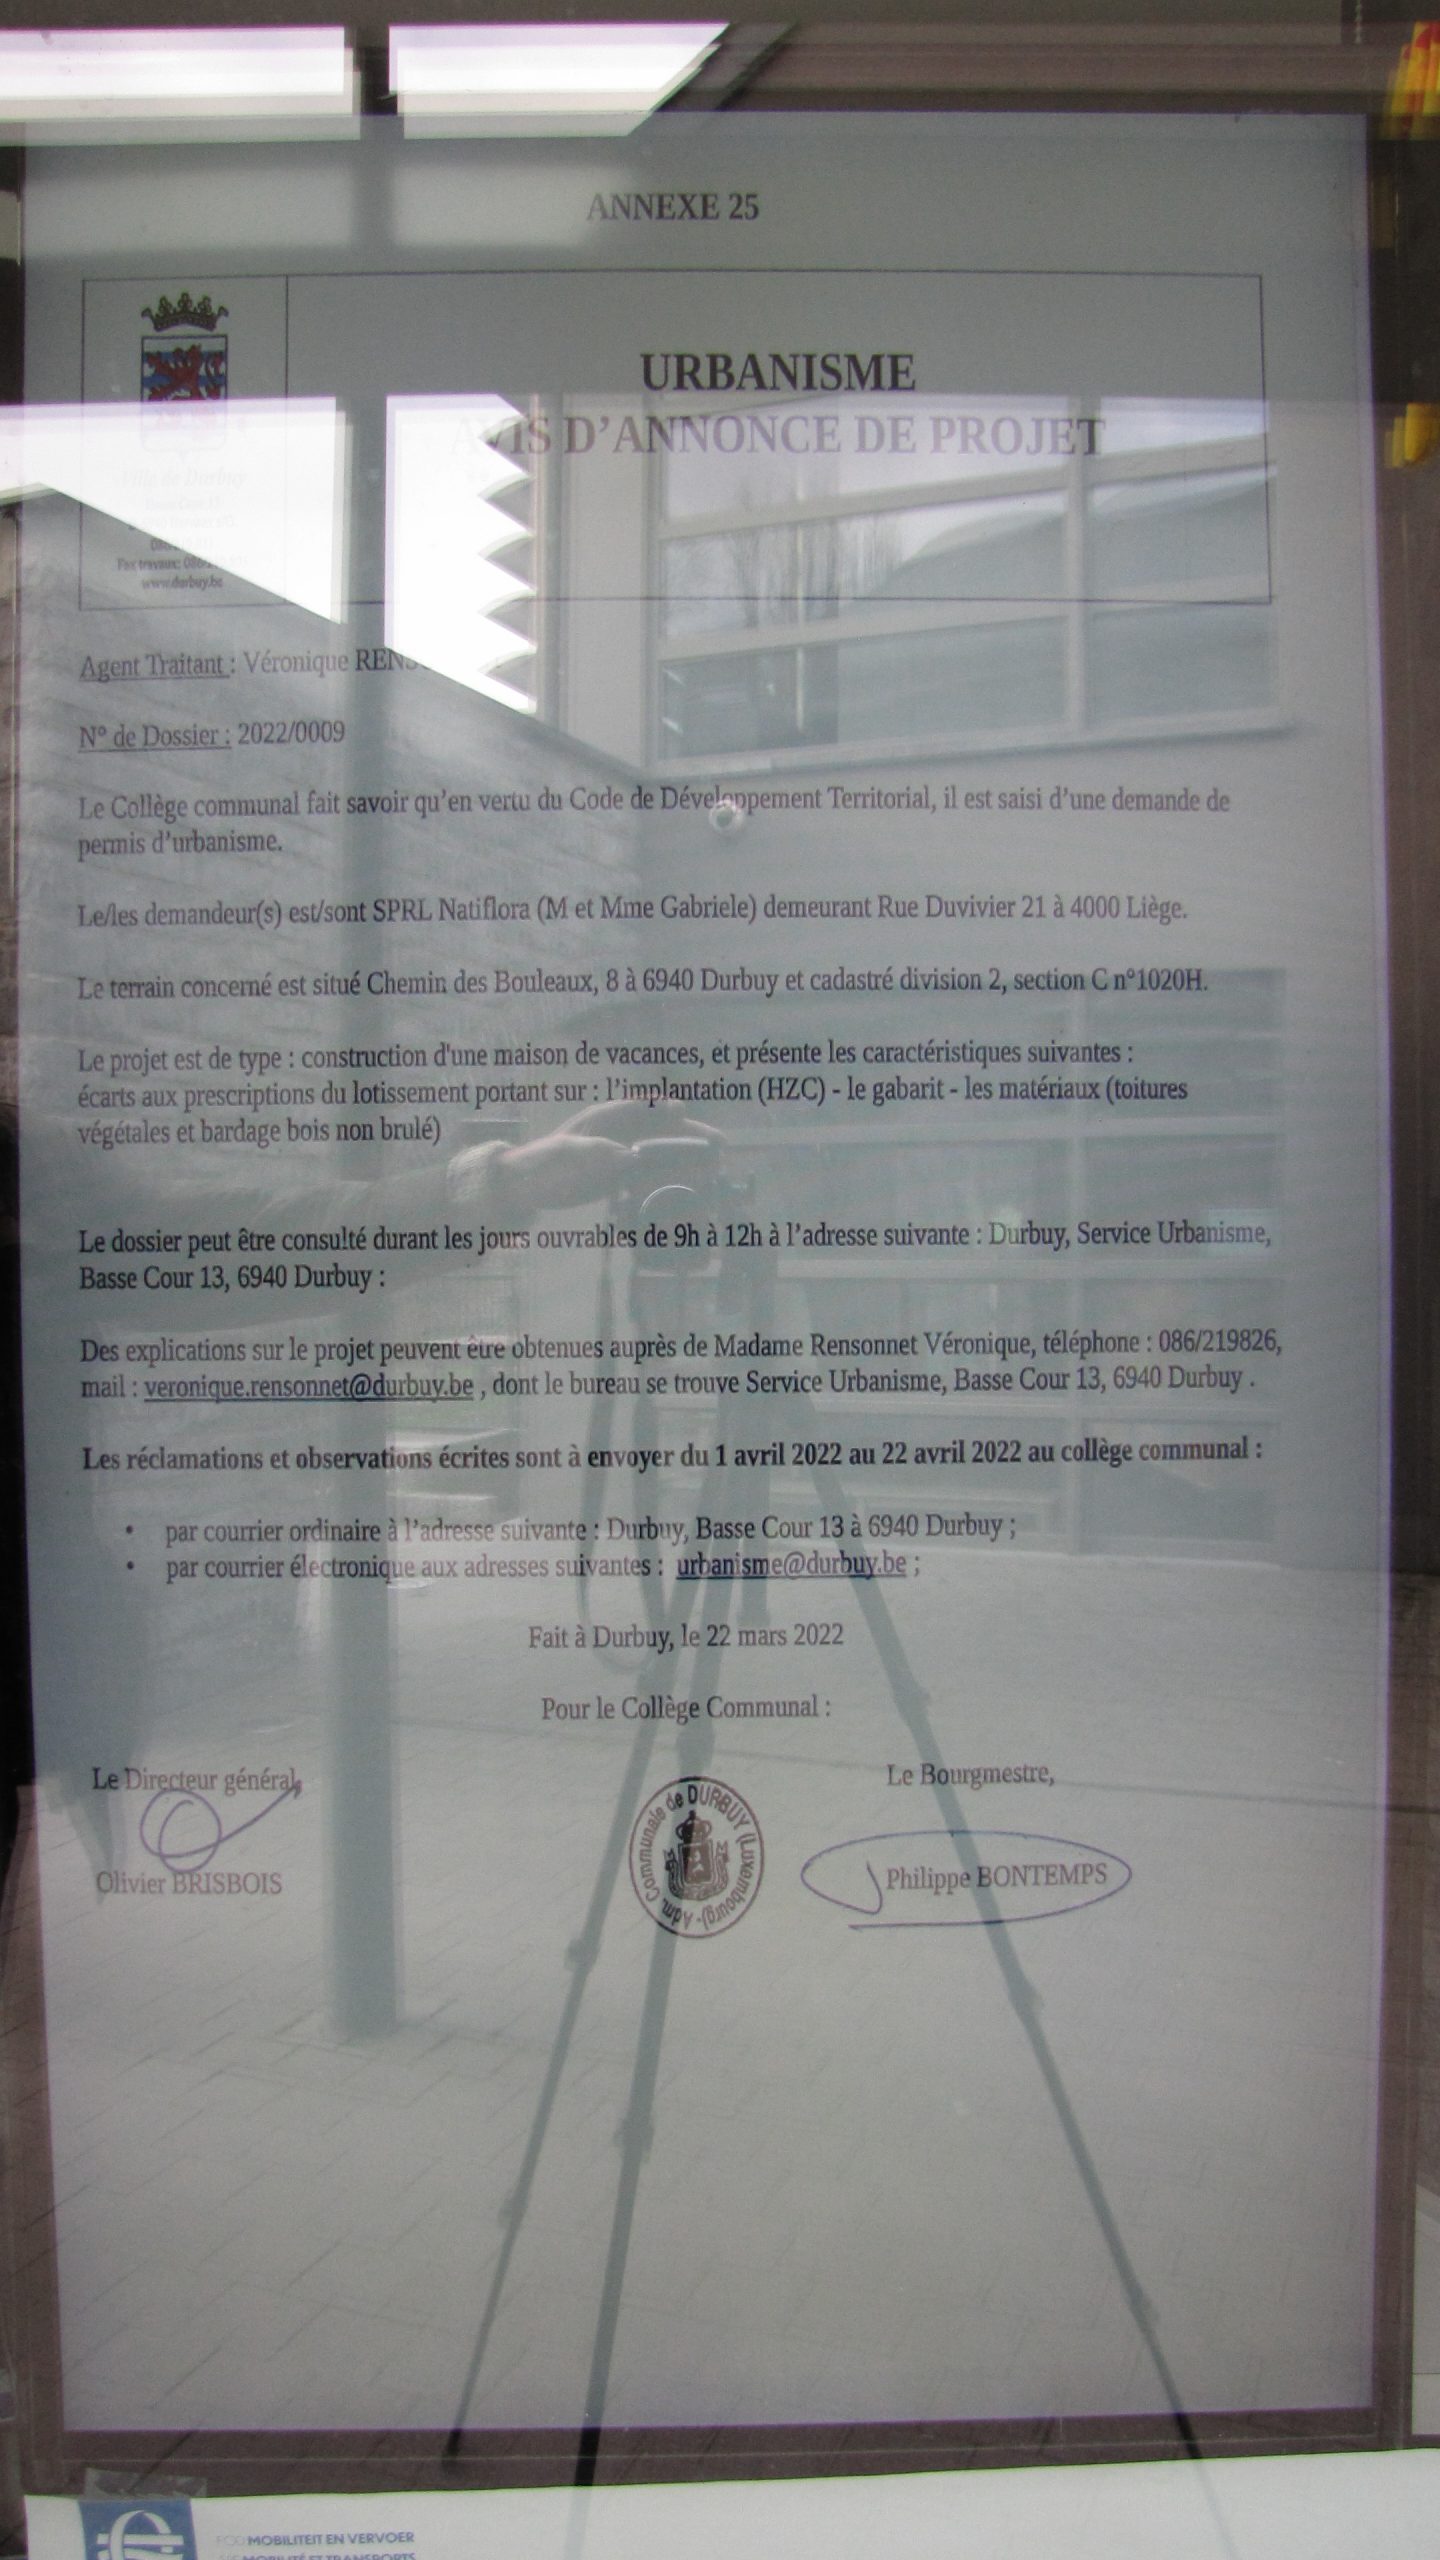 ANNEXE 25
URBANISME
AVIS D'ANNONCE DE PROJET
Ville de Durbuy
Fax travaux: 086/
www.durbuy.be
Agent Traitant : Véronique
N° de Dossier : 2022/0009
Le Collège communal fait savoir qu'en vertu du Code de Développement Territorial, il est saisi d'une demande de
permis d'urbanisme.
Le/les demandeur(s) est/sont SPRL Natiflora (M et Mme Gabriele) demeurant Rue Duvivier 21 à 4000 Liège.
Le terrain concerné est situé Chemin des Bouleaux, 8 à 6940 Durbuy et cadastré division 2, section C n°1020H.
Le projet est de type : construction d'une maison de vacances, et présente les caractéristiques suivantes :
écarts aux prescriptions du lotissement portant sur : l'implantation (HZC) - le gabarit - les matériaux (toitures
végétales et bardage bois non brulé)
Le dossier peut être consulté durant les jours ouvrables de 9h à 12h à l'adresse suivante : Durbuy, Service Urbanisme,
Basse Cour 13, 6940 Durbuy :
Des explications sur le projet peuvent être obtenues auprès de Madame Rensonnet Véronique, téléphone : 086/219826,
mail : veronique.rensonnet@durbuy.be , dont le bureau se trouve Service Urbanisme, Basse Cour 13, 6940 Durbuy .
Les réclamations et observations écrites sont à envoyer du 1 avril 2022 au 22 avril 2022 au collège communal :
• par courrier ordinaire à l'adresse suivante : Durbuy, Basse Cour 13 à 6940 Durbuy ;
• par courrier électronique aux adresses suivantes : urbanisme@durbuy.be ;
Fait à Durbuy, le 22 mars 2022
Pour le Collège Communal :
Le Directeur général,
Le Bourgmestre,
Adm. Communale de DURBUY (Luxembourg)-
Olivier BRISBOIS
Philippe BONTEMPS
FOD MOBILITEIT EN VERVOER
MOBILITÉ ET TRANSPORTS